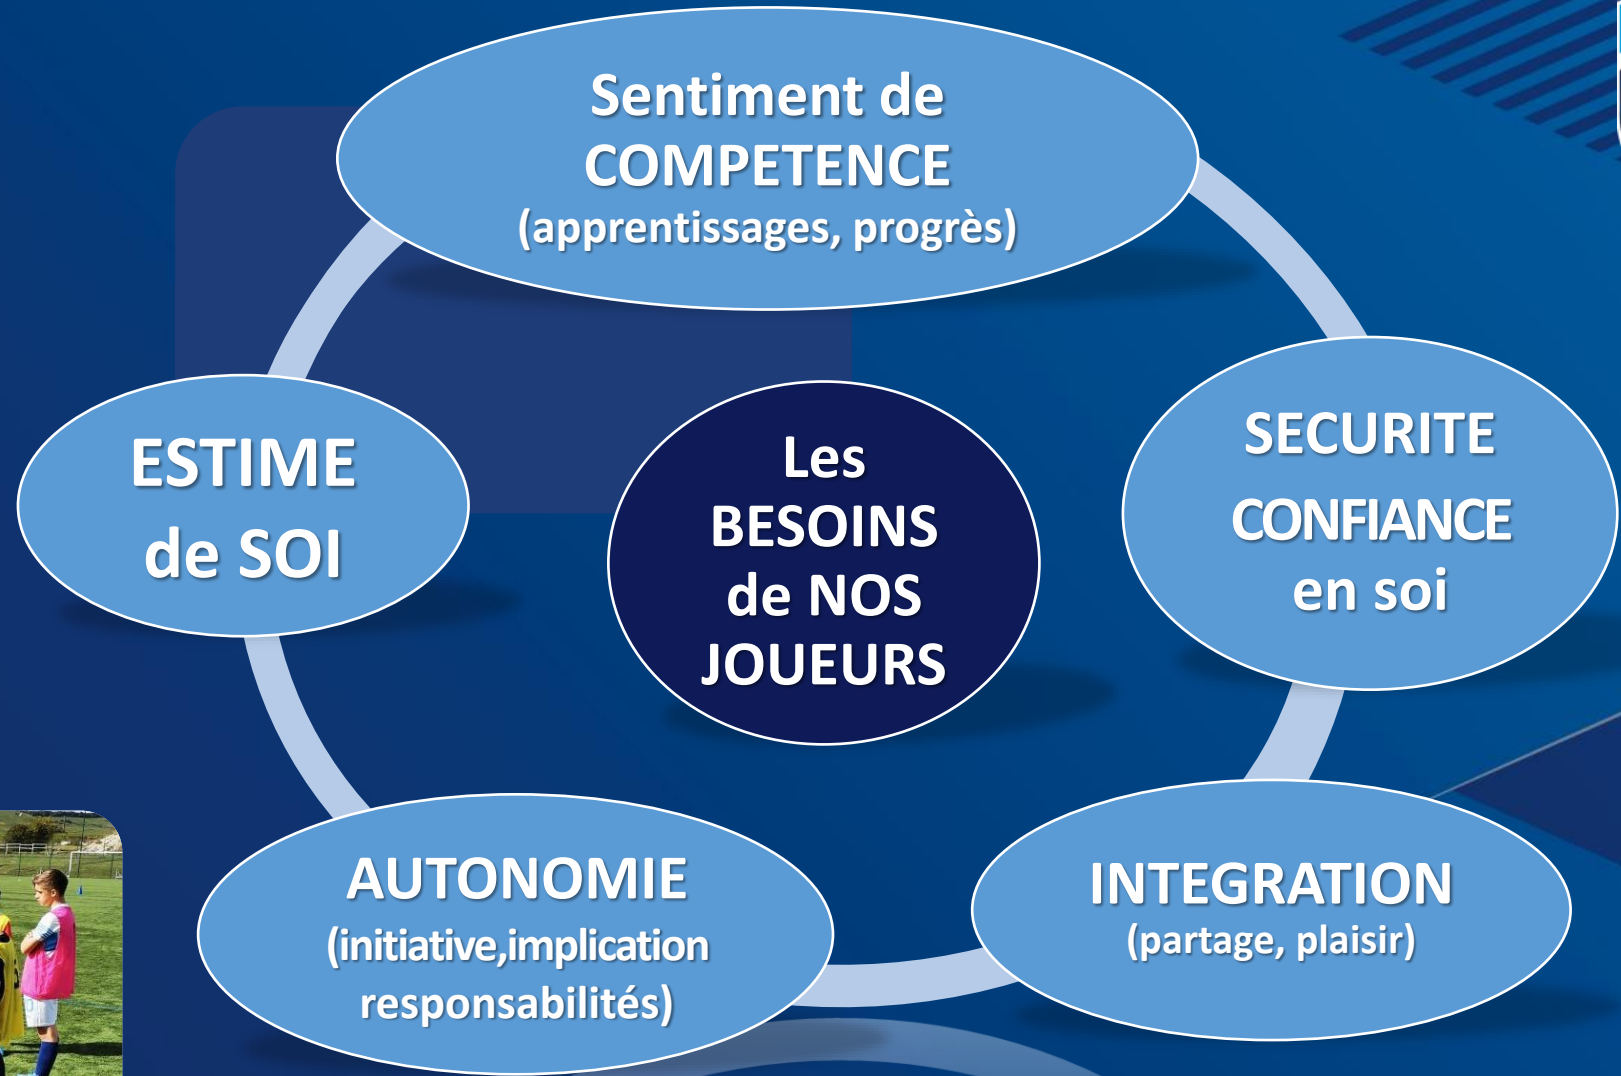 Sentiment de
COMPETENCE
(apprentissages, progrès)
ESTIME
de SOI
Les
BESOINS
de NOS
JOUEURS
SECURITE
CONFIANCE
en soi
AUTONOMIE
(initiative,implication
responsabilités)
INTEGRATION
(partage, plaisir)